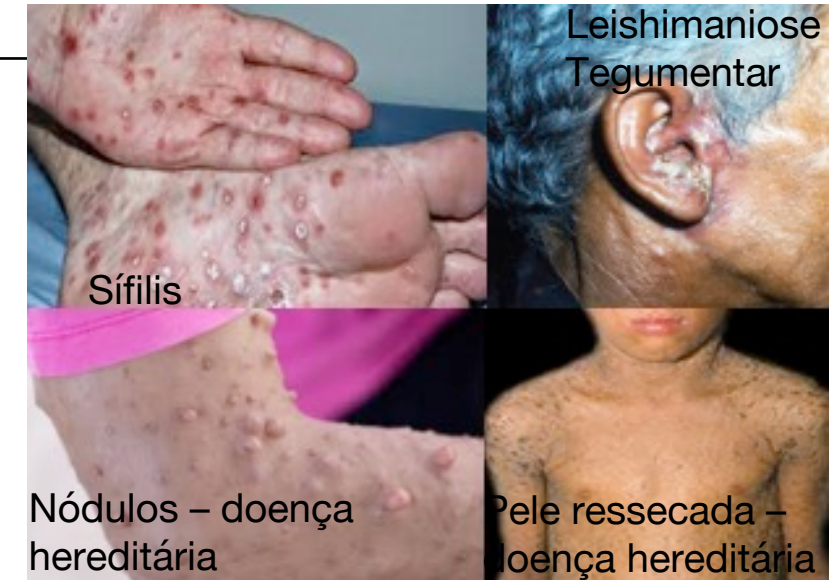 Leishimaniose
Tegumentar
Sífilis
Nódulos – doença
hereditária
Pele ressecada –
doença hereditária